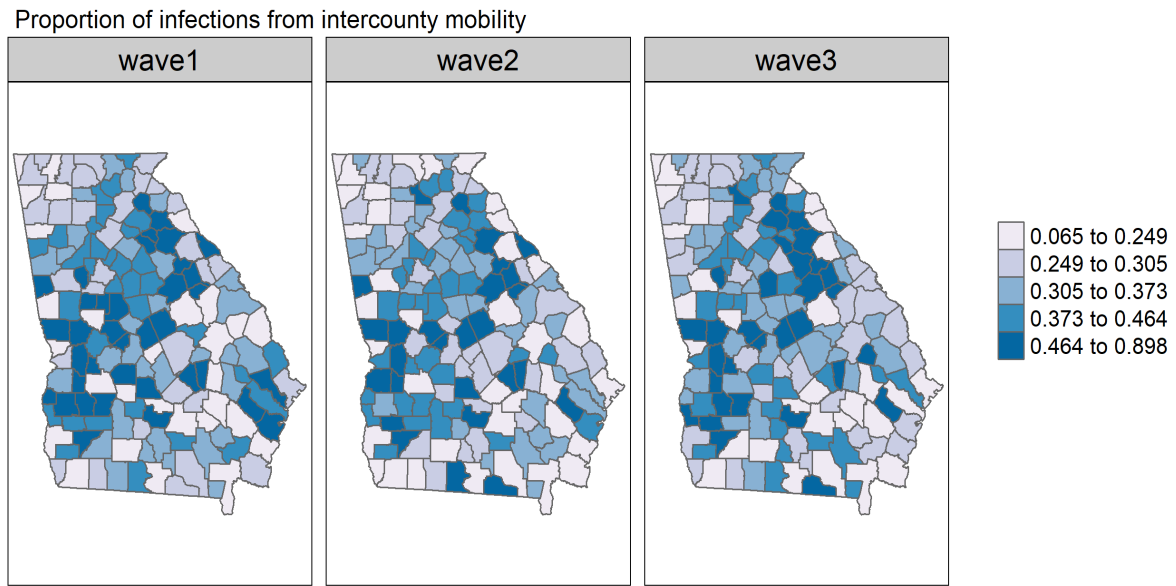 Proportion of infections from intercounty mobility
wave1
wave2
wave3
0.065 to 0.249
0.249 to 0.305
0.305 to 0.373
0.373 to 0.464
0.464 to 0.898